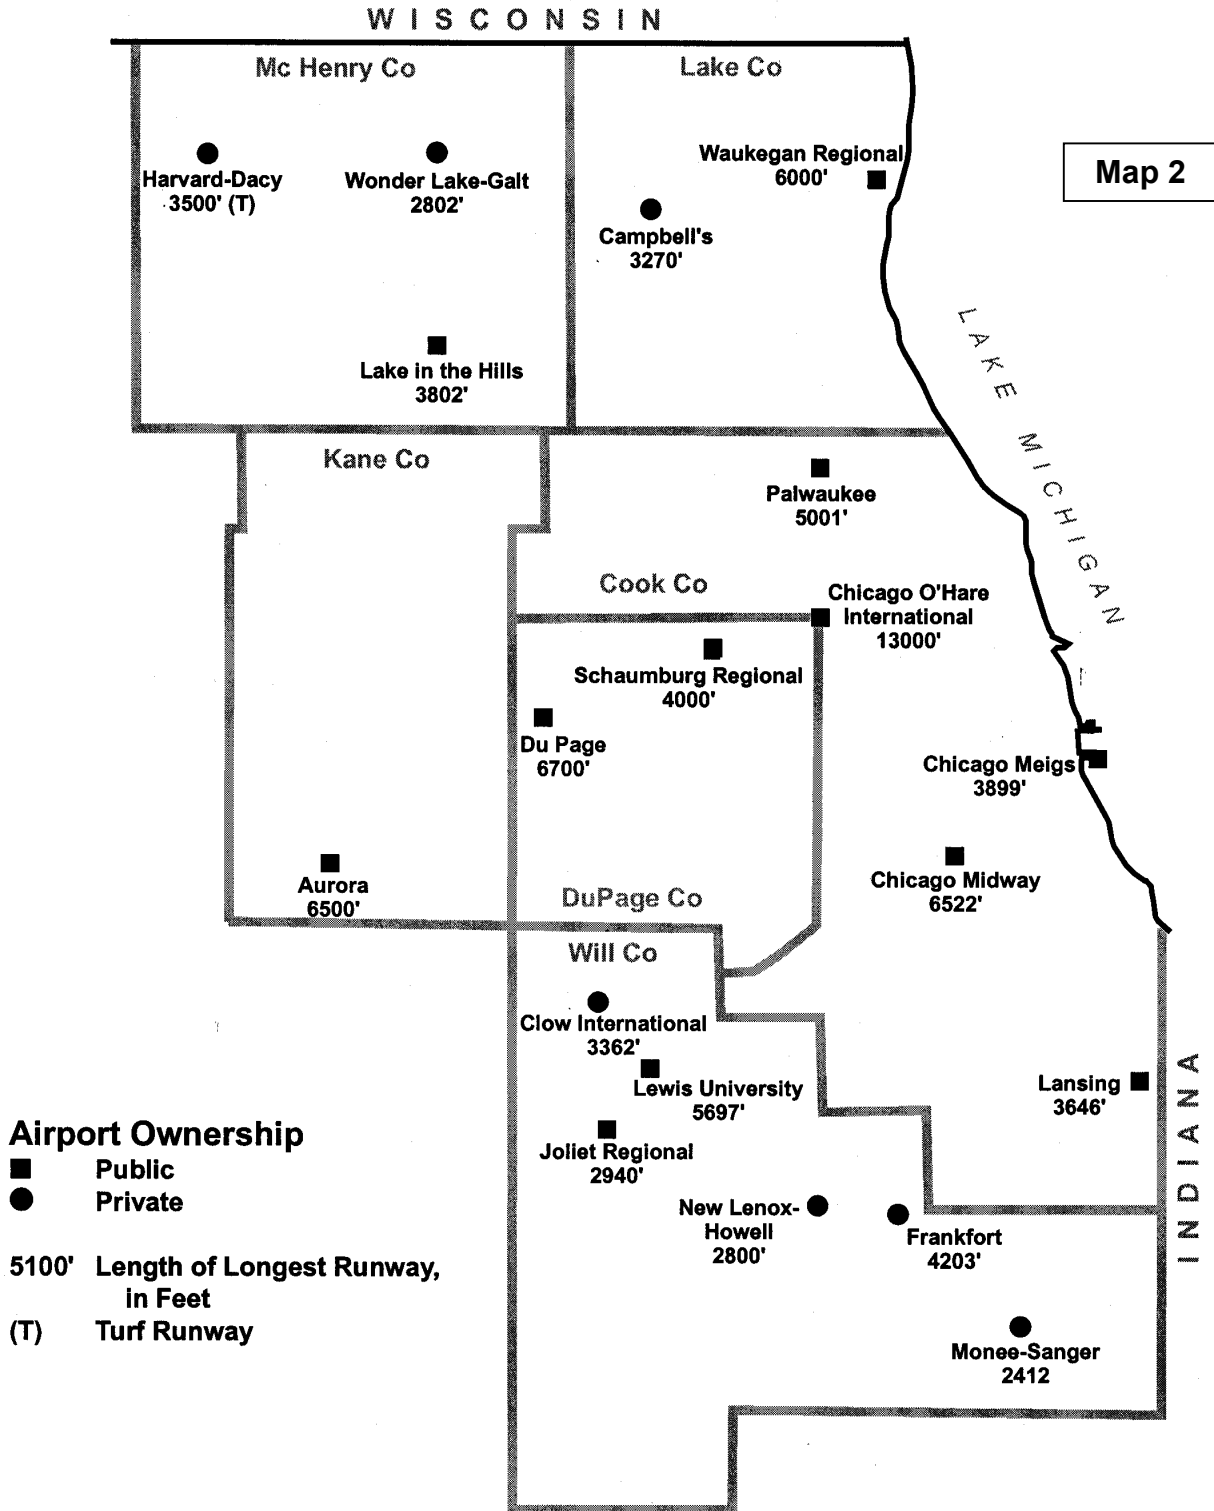 WISCONSIN
Mc Henry Co
Lake Co
Map 2
Harvard-Dacy
3500' (T)
Wonder Lake-Galt
2802'
Waukegan Regional
6000'
Campbell's
3270'
Lake in the Hills
3802'
LAKE MICHIGAN
Kane Co
Palwaukee
5001'
Cook Co
Chicago O'Hare
International
13000'
Schaumburg Regional
4000'
Du Page
6700'
Chicago Meigs
3899'
Aurora
6500'
Chicago Midway
6522'
DuPage Co
Will Co
Clow International
3362'
Lewis University
5697'
Lansing
3646'
INDIANA
Joliet Regional
2940'
New Lenox-
Howell
2800'
Frankfort
4203'
Monee-Sanger
2412
Airport Ownership
Public
Private
5100' Length of Longest Runway,
in Feet
(T) Turf Runway